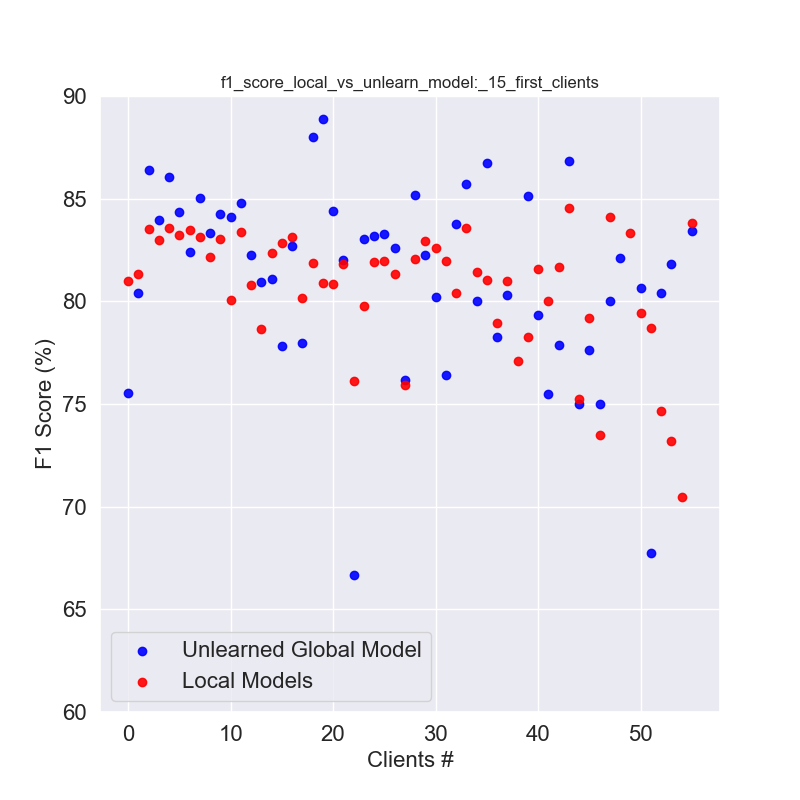 f1_score_local_vs_unlearn_model:_15_first_clients
90
85
80
75
70
65
60
F1 Score (%)
Unlearned Global Model
Local Models
0 10 20 30 40 50
Clients #